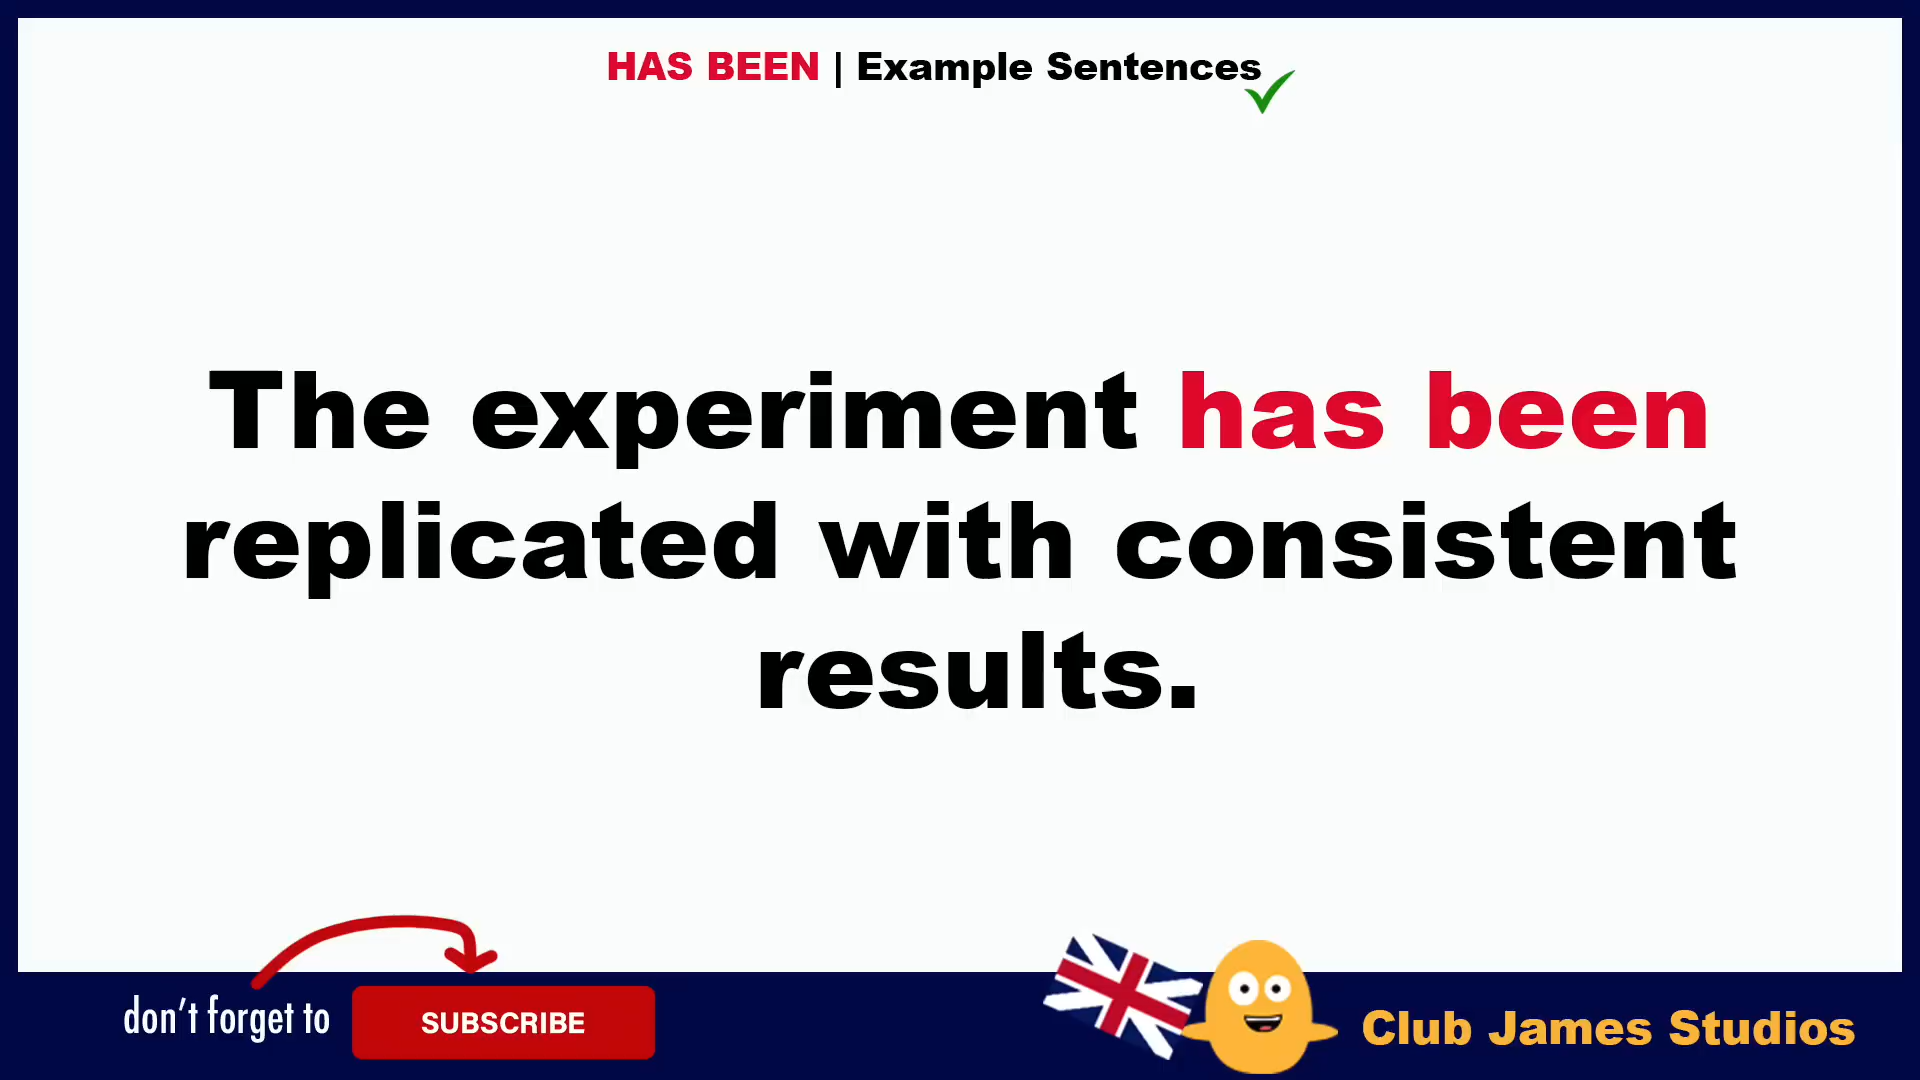 HAS BEEN | Example Sentences
The experiment has been
replicated with consistent
results.
don't forget to
SUBSCRIBE
Club James Studios